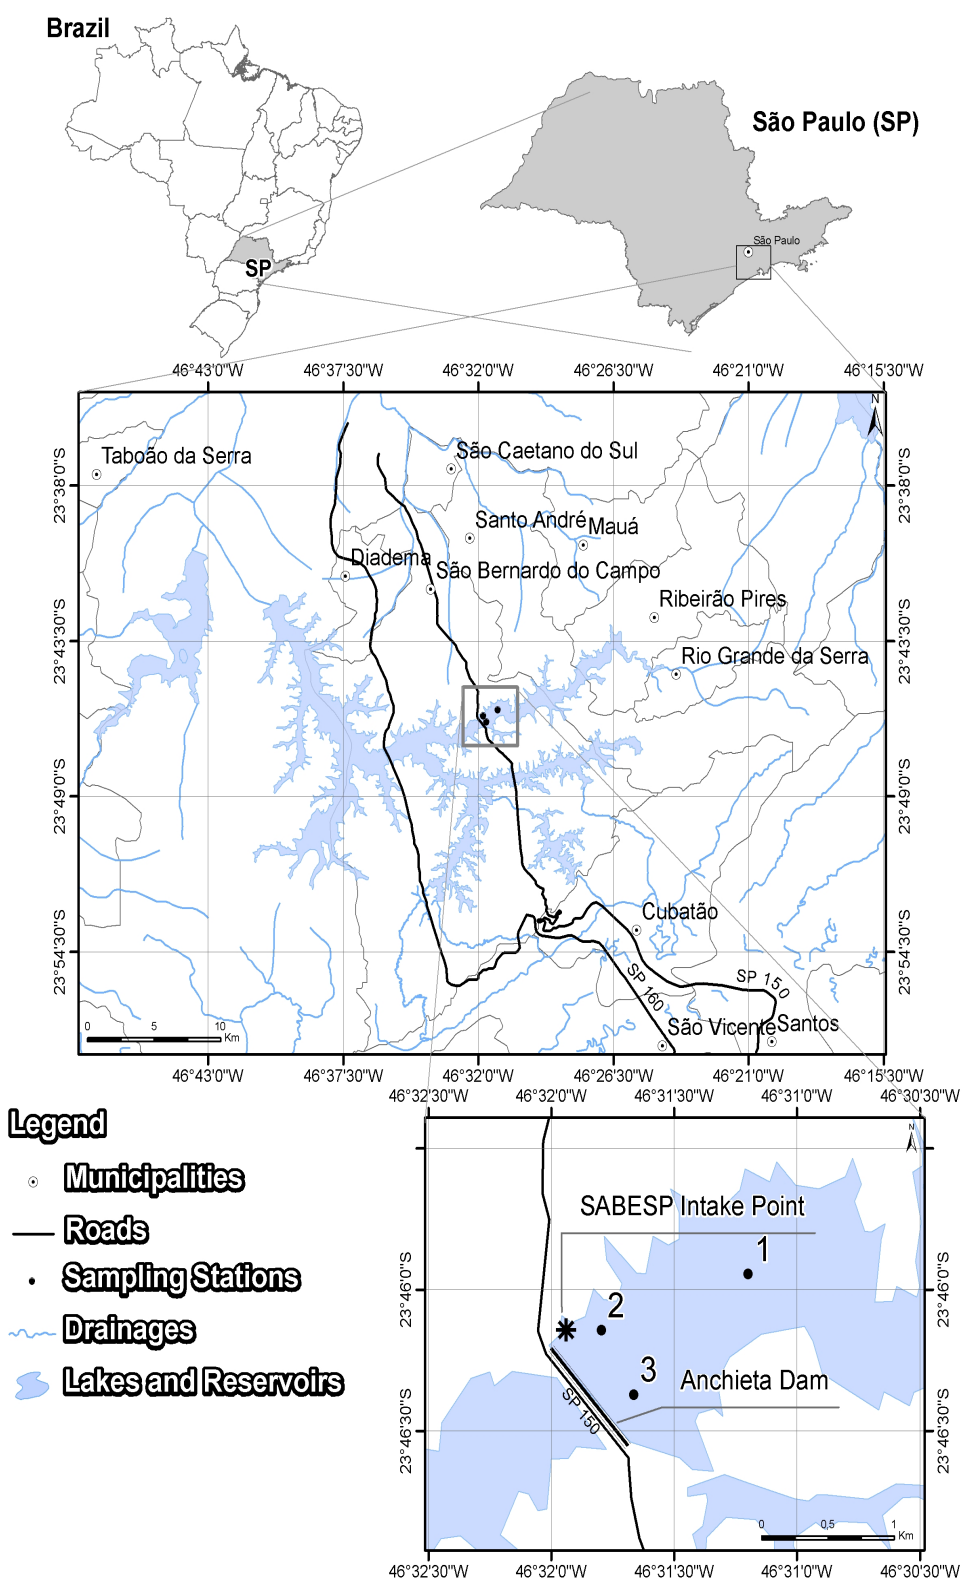 Brazil
São Paulo (SP)
São Paulo
SP
46°43'0"W 46°37'30"W 46°32'0"W 46°26'30"W 46°21'0"W 46°15'30"W
N
Taboão da Serra
São Caetano do Sul
23°38'0"S
23°38'0"S
Santo André
Mauá
Diadema
São Bernardo do Campo
Ribeirão Pires
23°43'30"S
23°43'30"S
Rio Grande da Serra
23°49'0"S
23°49'0"S
Cubatão
23°54'30"S
23°54'30"S
SP 160
SP 150
São Vicente
Santos
0 5 10
Km
46°43'0"W 46°37'30"W 46°32'0"W 46°26'30"W 46°21'0"W 46°15'30"W
46°32'30"W 46°32'0"W 46°31'30"W 46°31'0"W 46°30'30"W
Legend
Municipalities
Roads
Sampling Stations
Drainages
Lakes and Reservoirs
N
SABESP Intake Point
1
23°46'0"S
23°46'0"S
2
3
Anchieta Dam
SP 150
23°46'30"S
23°46'30"S
0 0,5 1
Km
46°32'30"W 46°32'0"W 46°31'30"W 46°31'0"W 46°30'30"W